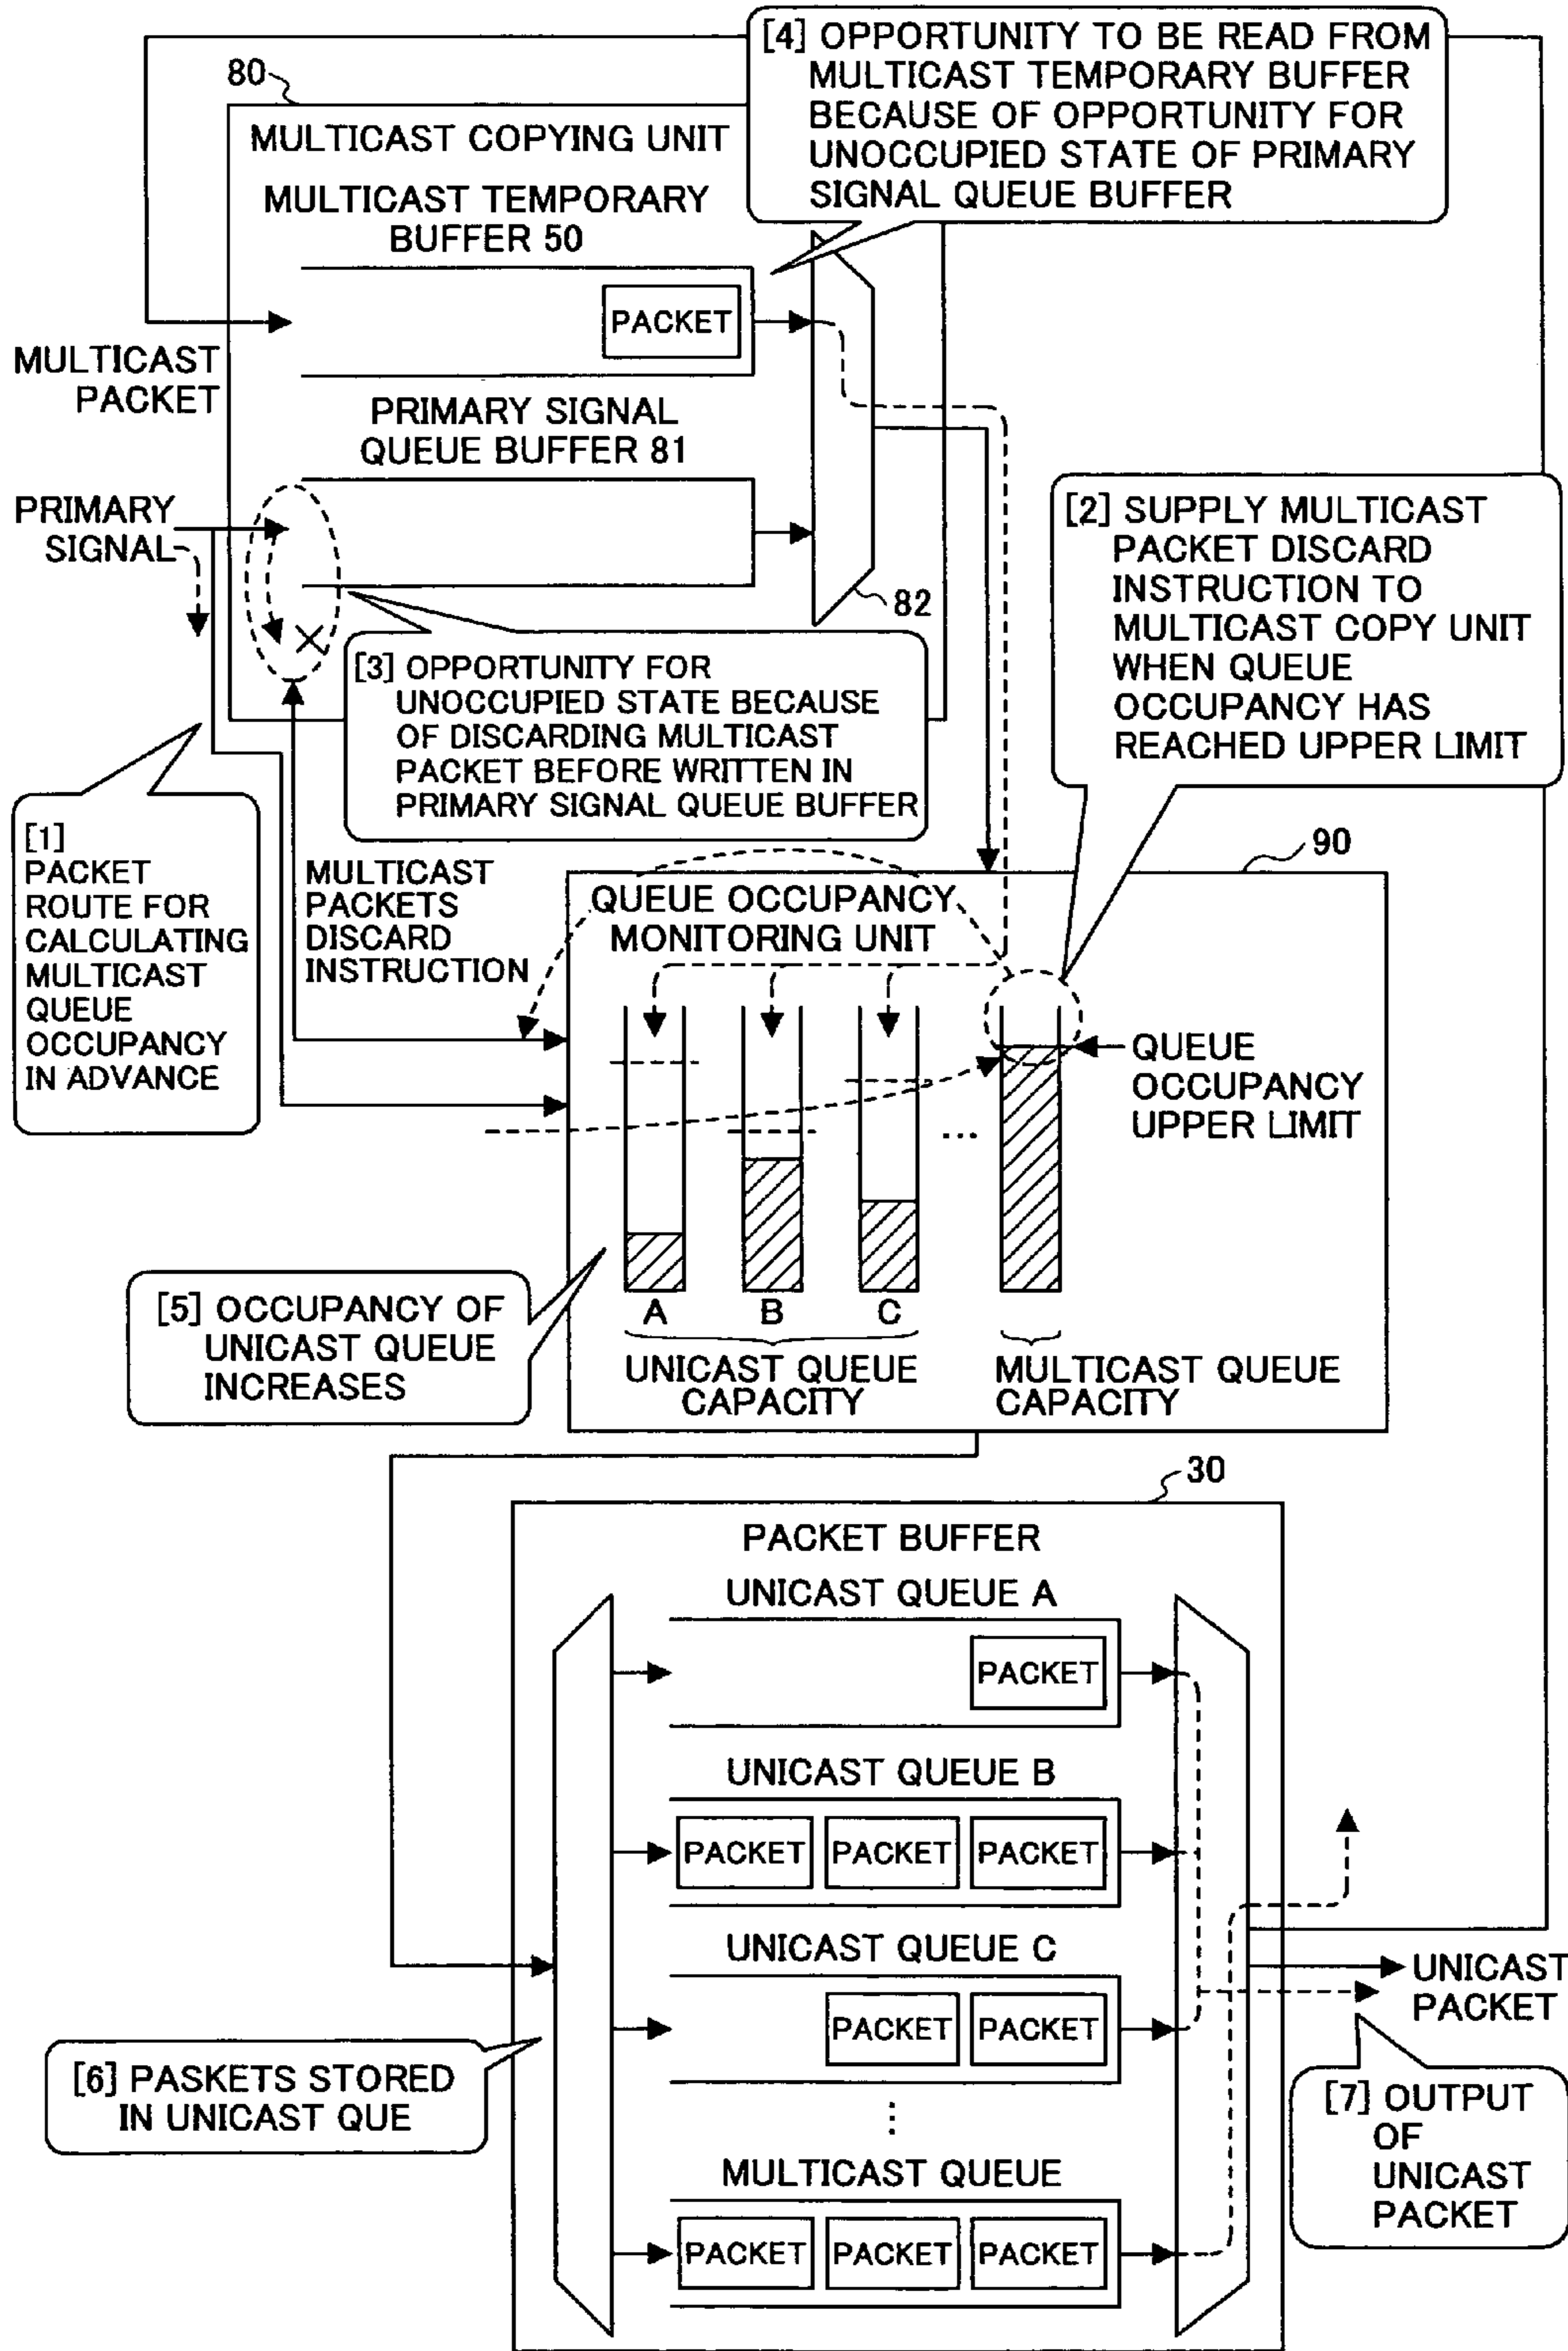 [4] OPPORTUNITY TO BE READ FROM
MULTICAST TEMPORARY BUFFER
BECAUSE OF OPPORTUNITY FOR
UNOCCUPIED STATE OF PRIMARY
SIGNAL QUEUE BUFFER
80
MULTICAST COPYING UNIT
MULTICAST TEMPORARY
BUFFER 50
PACKET
MULTICAST
PACKET
PRIMARY SIGNAL
QUEUE BUFFER 81
PRIMARY
SIGNAL
82
[2] SUPPLY MULTICAST
PACKET DISCARD
INSTRUCTION TO
MULTICAST COPY UNIT
WHEN QUEUE
OCCUPANCY HAS
REACHED UPPER LIMIT
[3] OPPORTUNITY FOR
UNOCCUPIED STATE BECAUSE
OF DISCARDING MULTICAST
PACKET BEFORE WRITTEN IN
PRIMARY SIGNAL QUEUE BUFFER
[1]
PACKET
ROUTE FOR
CALCULATING
MULTICAST
QUEUE
OCCUPANCY
IN ADVANCE
MULTICAST
PACKETS
DISCARD
INSTRUCTION
90
QUEUE OCCUPANCY
MONITORING UNIT
QUEUE
OCCUPANCY
UPPER LIMIT
...
A B C
UNICAST QUEUE
CAPACITY
MULTICAST QUEUE
CAPACITY
[5] OCCUPANCY OF
UNICAST QUEUE
INCREASES
30
PACKET BUFFER
UNICAST QUEUE A
PACKET
UNICAST QUEUE B
PACKET PACKET PACKET
UNICAST QUEUE C
PACKET PACKET
UNICAST
PACKET
[6] PASKETS STORED
IN UNICAST QUE
[7] OUTPUT
OF
UNICAST
PACKET
⋮
MULTICAST QUEUE
PACKET PACKET PACKET